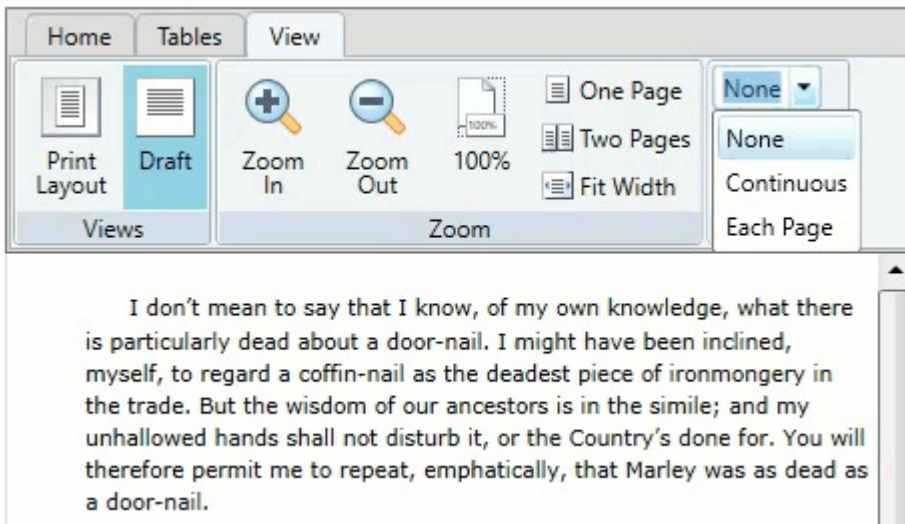 Home Tables View
None
One Page
Two Pages
Fit Width
100%
Print Layout
Draft
Zoom In
Zoom Out
100%
None
Continuous
Each Page
Views
Zoom
I don’t mean to say that I know, of my own knowledge, what there
is particularly dead about a door-nail. I might have been inclined,
myself, to regard a coffin-nail as the deadest piece of ironmongery in
the trade. But the wisdom of our ancestors is in the simile; and my
unhallowed hands shall not disturb it, or the Country’s done for. You will
therefore permit me to repeat, emphatically, that Marley was as dead as
a door-nail.